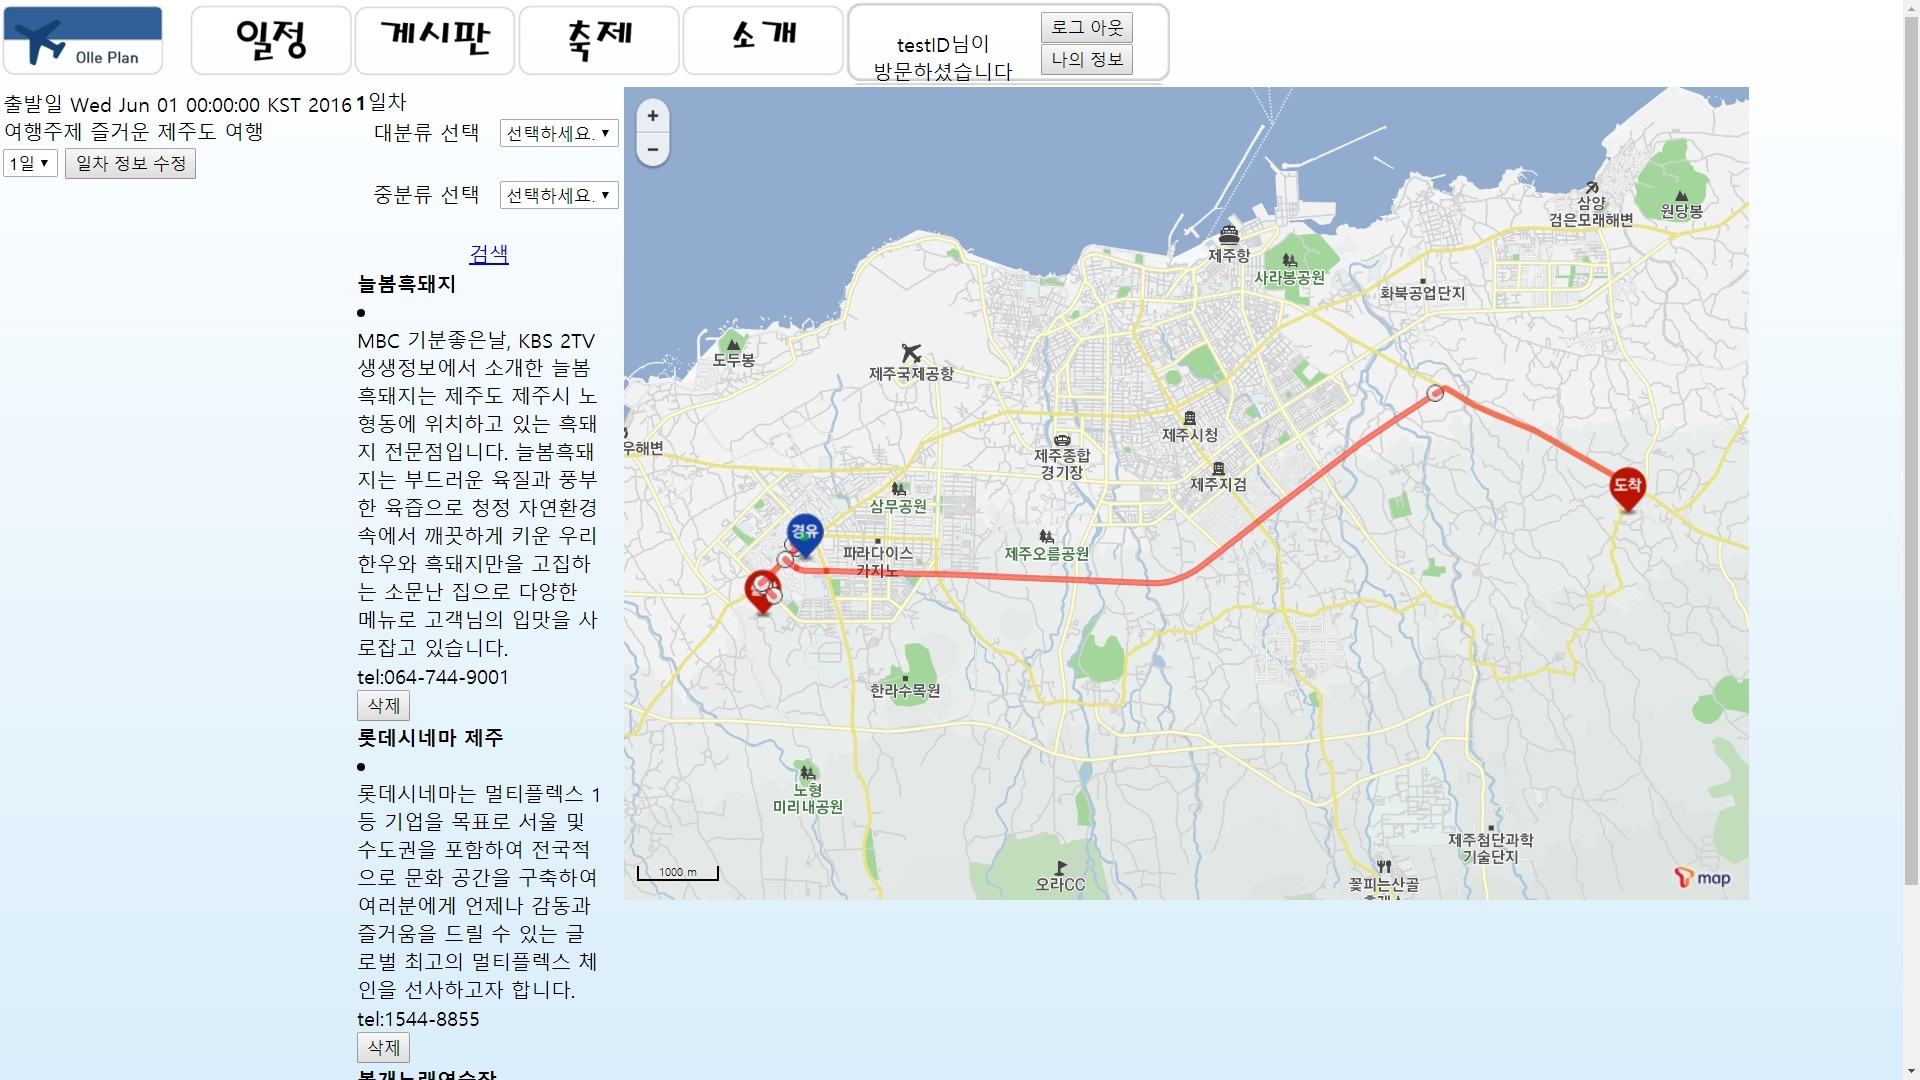 Olle Plan
일정
게시판
축제
소개
testID님이
방문하셨습니다
로그 아웃
나의 정보
출발일 Wed Jun 01 00:00:00 KST 2016
여행주제 즐거운 제주도 여행
1일
일차 정보 수정
1일차
대분류 선택 선택하세요.
중분류 선택 선택하세요.
검색
늘봄흑돼지
MBC 기분좋은날, KBS 2TV
생생정보에서 소개한 늘봄
흑돼지는 제주도 제주시 노
형동에 위치하고 있는 흑돼
지 전문점입니다. 늘봄흑돼
지는 부드러운 육질과 풍부
한 육즙으로 청정 자연환경
속에서 깨끗하게 키운 우리
한우와 흑돼지만을 고집하
는 소문난 집으로 다양한
메뉴로 고객님의 입맛을 사
로잡고 있습니다.
tel:064-744-9001
삭제
롯데시네마 제주
롯데시네마는 멀티플렉스 1
등 기업을 목표로 서울 및
수도권을 포함하여 전국적
으로 문화 공간을 구축하여
여러분에게 언제나 감동과
즐거움을 드릴 수 있는 글
로벌 최고의 멀티플렉스 체
인을 선사하고자 합니다.
tel:1544-8855
삭제
+
−
삼양
검은모래해변
원당봉
제주항
사라봉공원
화북공업단지
도두봉
제주국제공항
우해변
제주시청
제주종합
경기장
제주지검
도착
삼무공원
경유
파라다이스
카지노
제주오름공원
한라수목원
노형
미리내공원
제주첨단과학
기술단지
오라CC
꽃피는산골
1000 m
T map